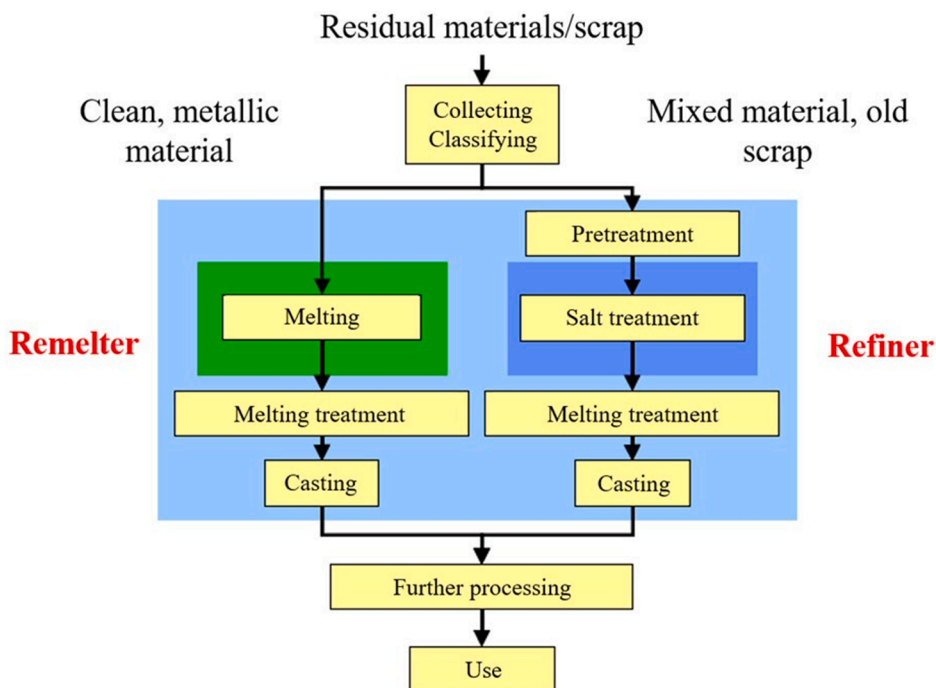 Residual materials/scrap
Clean, metallic
material
Collecting
Classifying
Mixed material, old
scrap
Pretreatment
Melting
Salt treatment
Remelter
Refiner
Melting treatment
Melting treatment
Casting
Casting
Further processing
Use